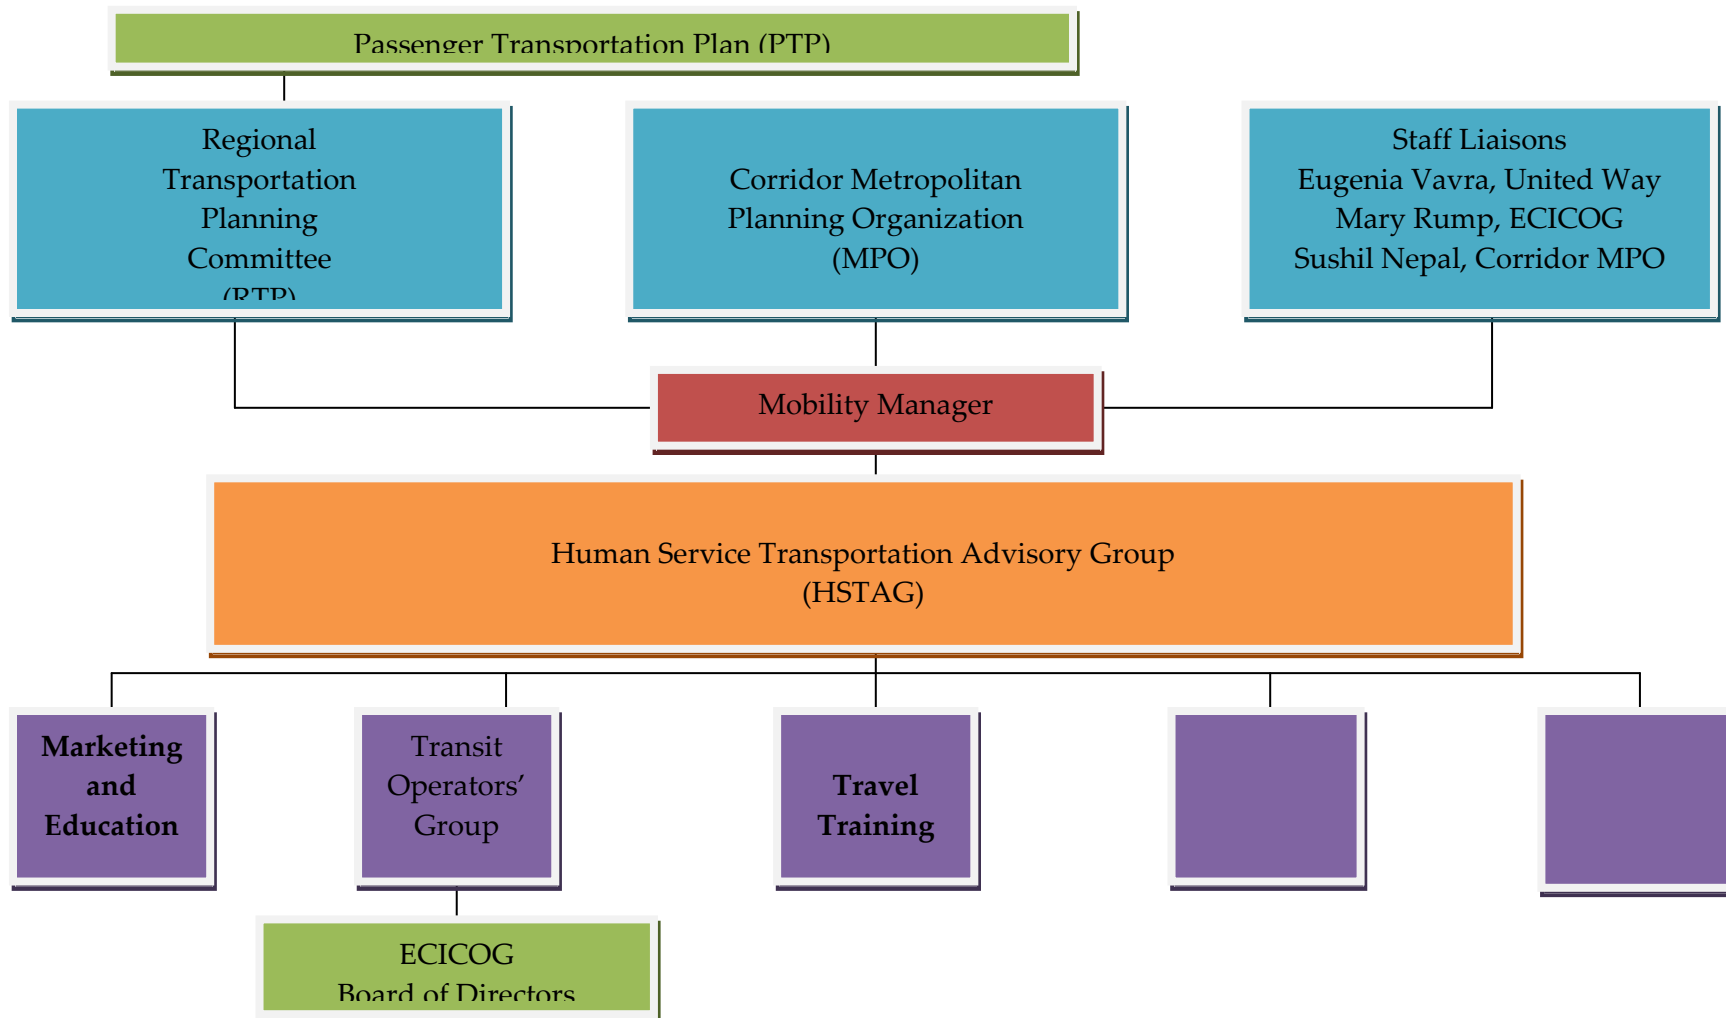 Passenger Transportation Plan (PTP)
Regional
Transportation
Planning
Committee
(RTP)
Corridor Metropolitan
Planning Organization
(MPO)
Staff Liaisons
Eugenia Vavra, United Way
Mary Rump, ECICOG
Sushil Nepal, Corridor MPO
Mobility Manager
Human Service Transportation Advisory Group
(HSTAG)
Marketing
and
Education
Transit
Operators’
Group
Travel
Training
ECICOG
Board of Directors